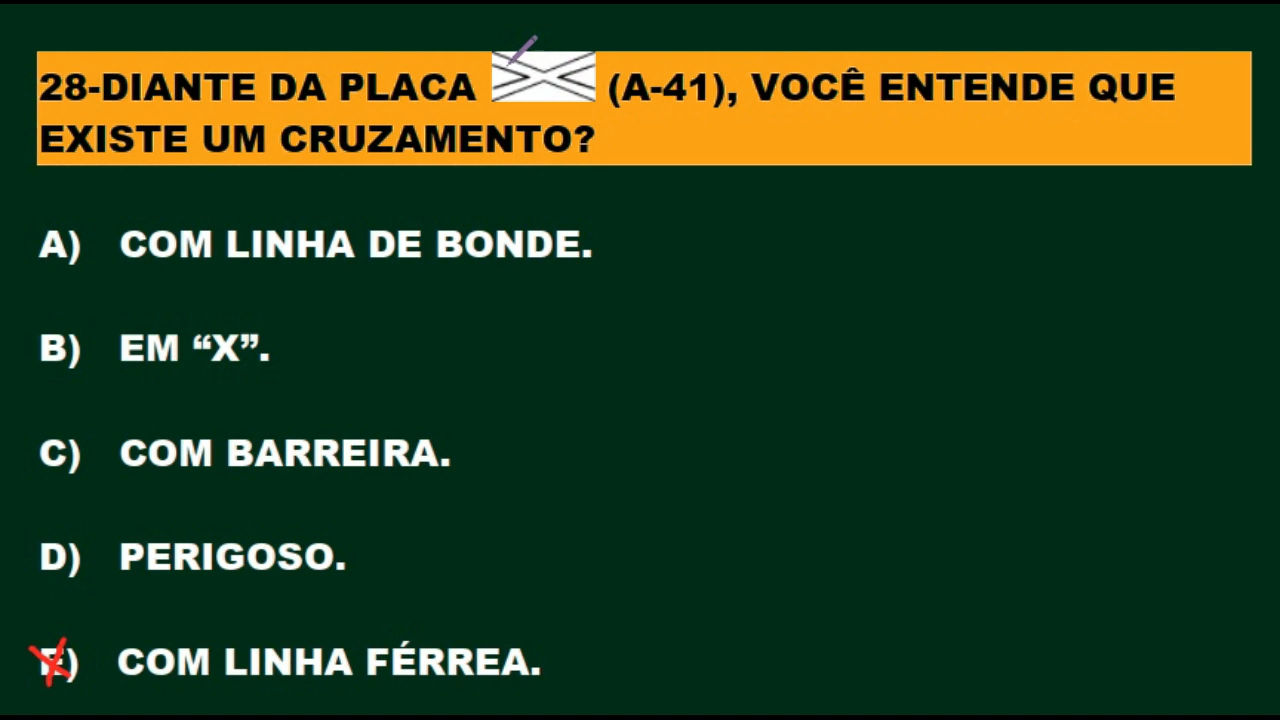 28-DIANTE DA PLACA (A-41), VOCÊ ENTENDE QUE
EXISTE UM CRUZAMENTO?
A) COM LINHA DE BONDE.
B) EM “X”.
C) COM BARREIRA.
D) PERIGOSO.
E) COM LINHA FÉRREA.